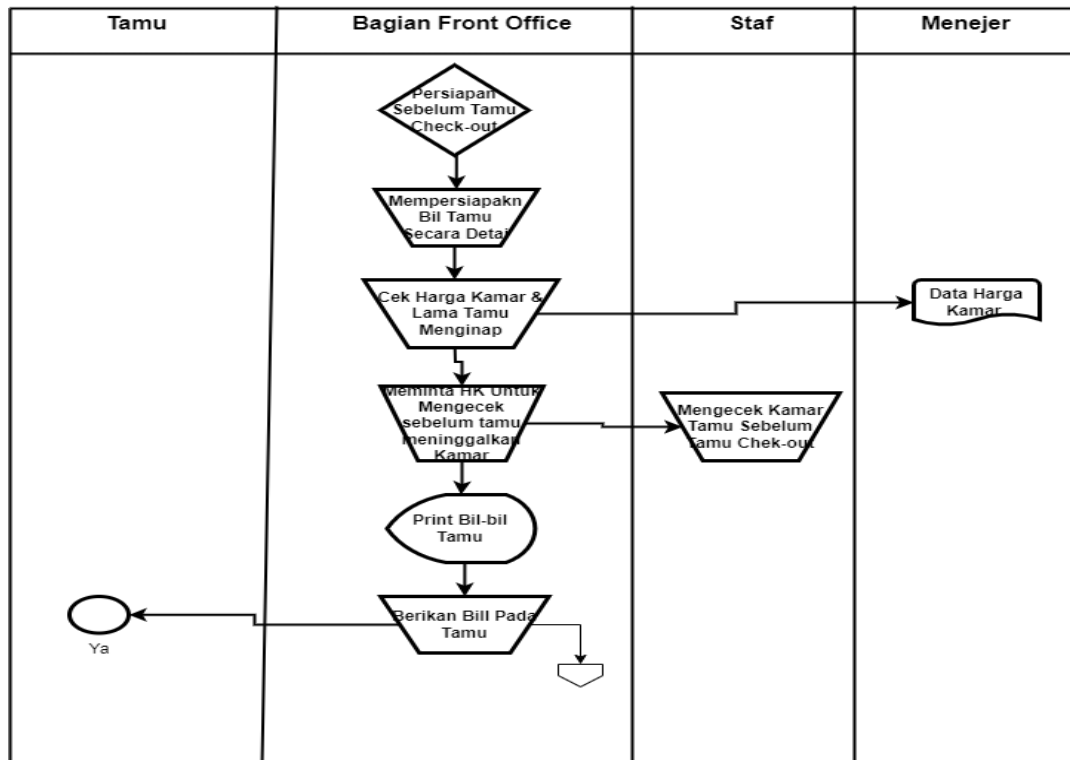 Tamu
Bagian Front Office
Staf
Menejer
Persiapan
Sebelum Tamu
Check-out
Mempersiapakn
Bil Tamu
Secara Detai
Cek Harga Kamar &
Lama Tamu
Menginap
Data Harga
Kamar
Meminta HK Untuk
Mengecek
sebelum tamu
meninggalkan
Kamar
Mengecek Kamar
Tamu Sebelum
Tamu Chek-out
Print Bil-bil
Tamu
Berikan Bill Pada
Tamu
Ya